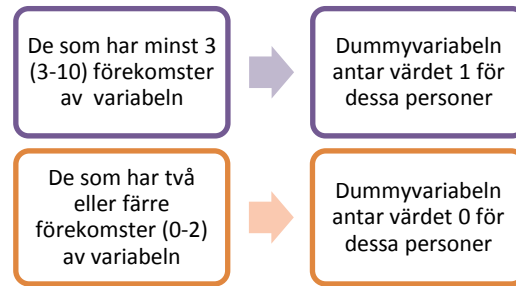 De som har minst 3
(3-10) förekomster
av variabeln
Dummyvariabeln
antar värdet 1 för
dessa personer
De som har två
eller färre
förekomster (0-2)
av variabeln
Dummyvariabeln
antar värdet 0 för
dessa personer